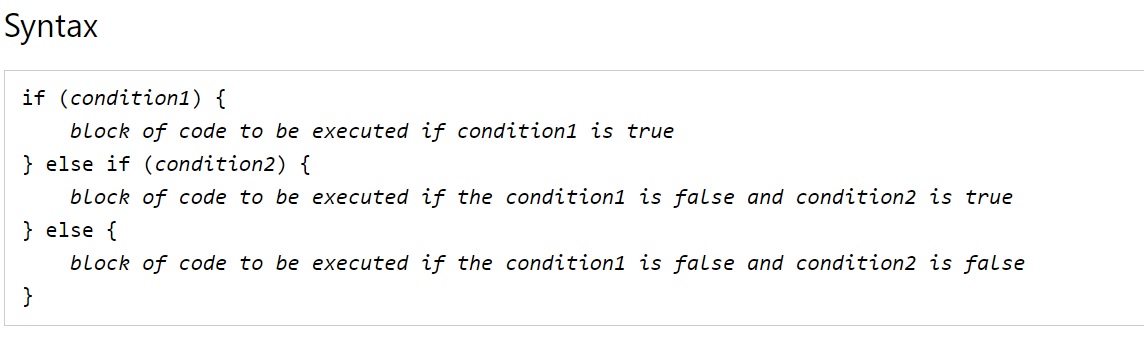 Syntax
if (condition1) {
    block of code to be executed if condition1 is true
} else if (condition2) {
    block of code to be executed if the condition1 is false and condition2 is true
} else {
    block of code to be executed if the condition1 is false and condition2 is false
}